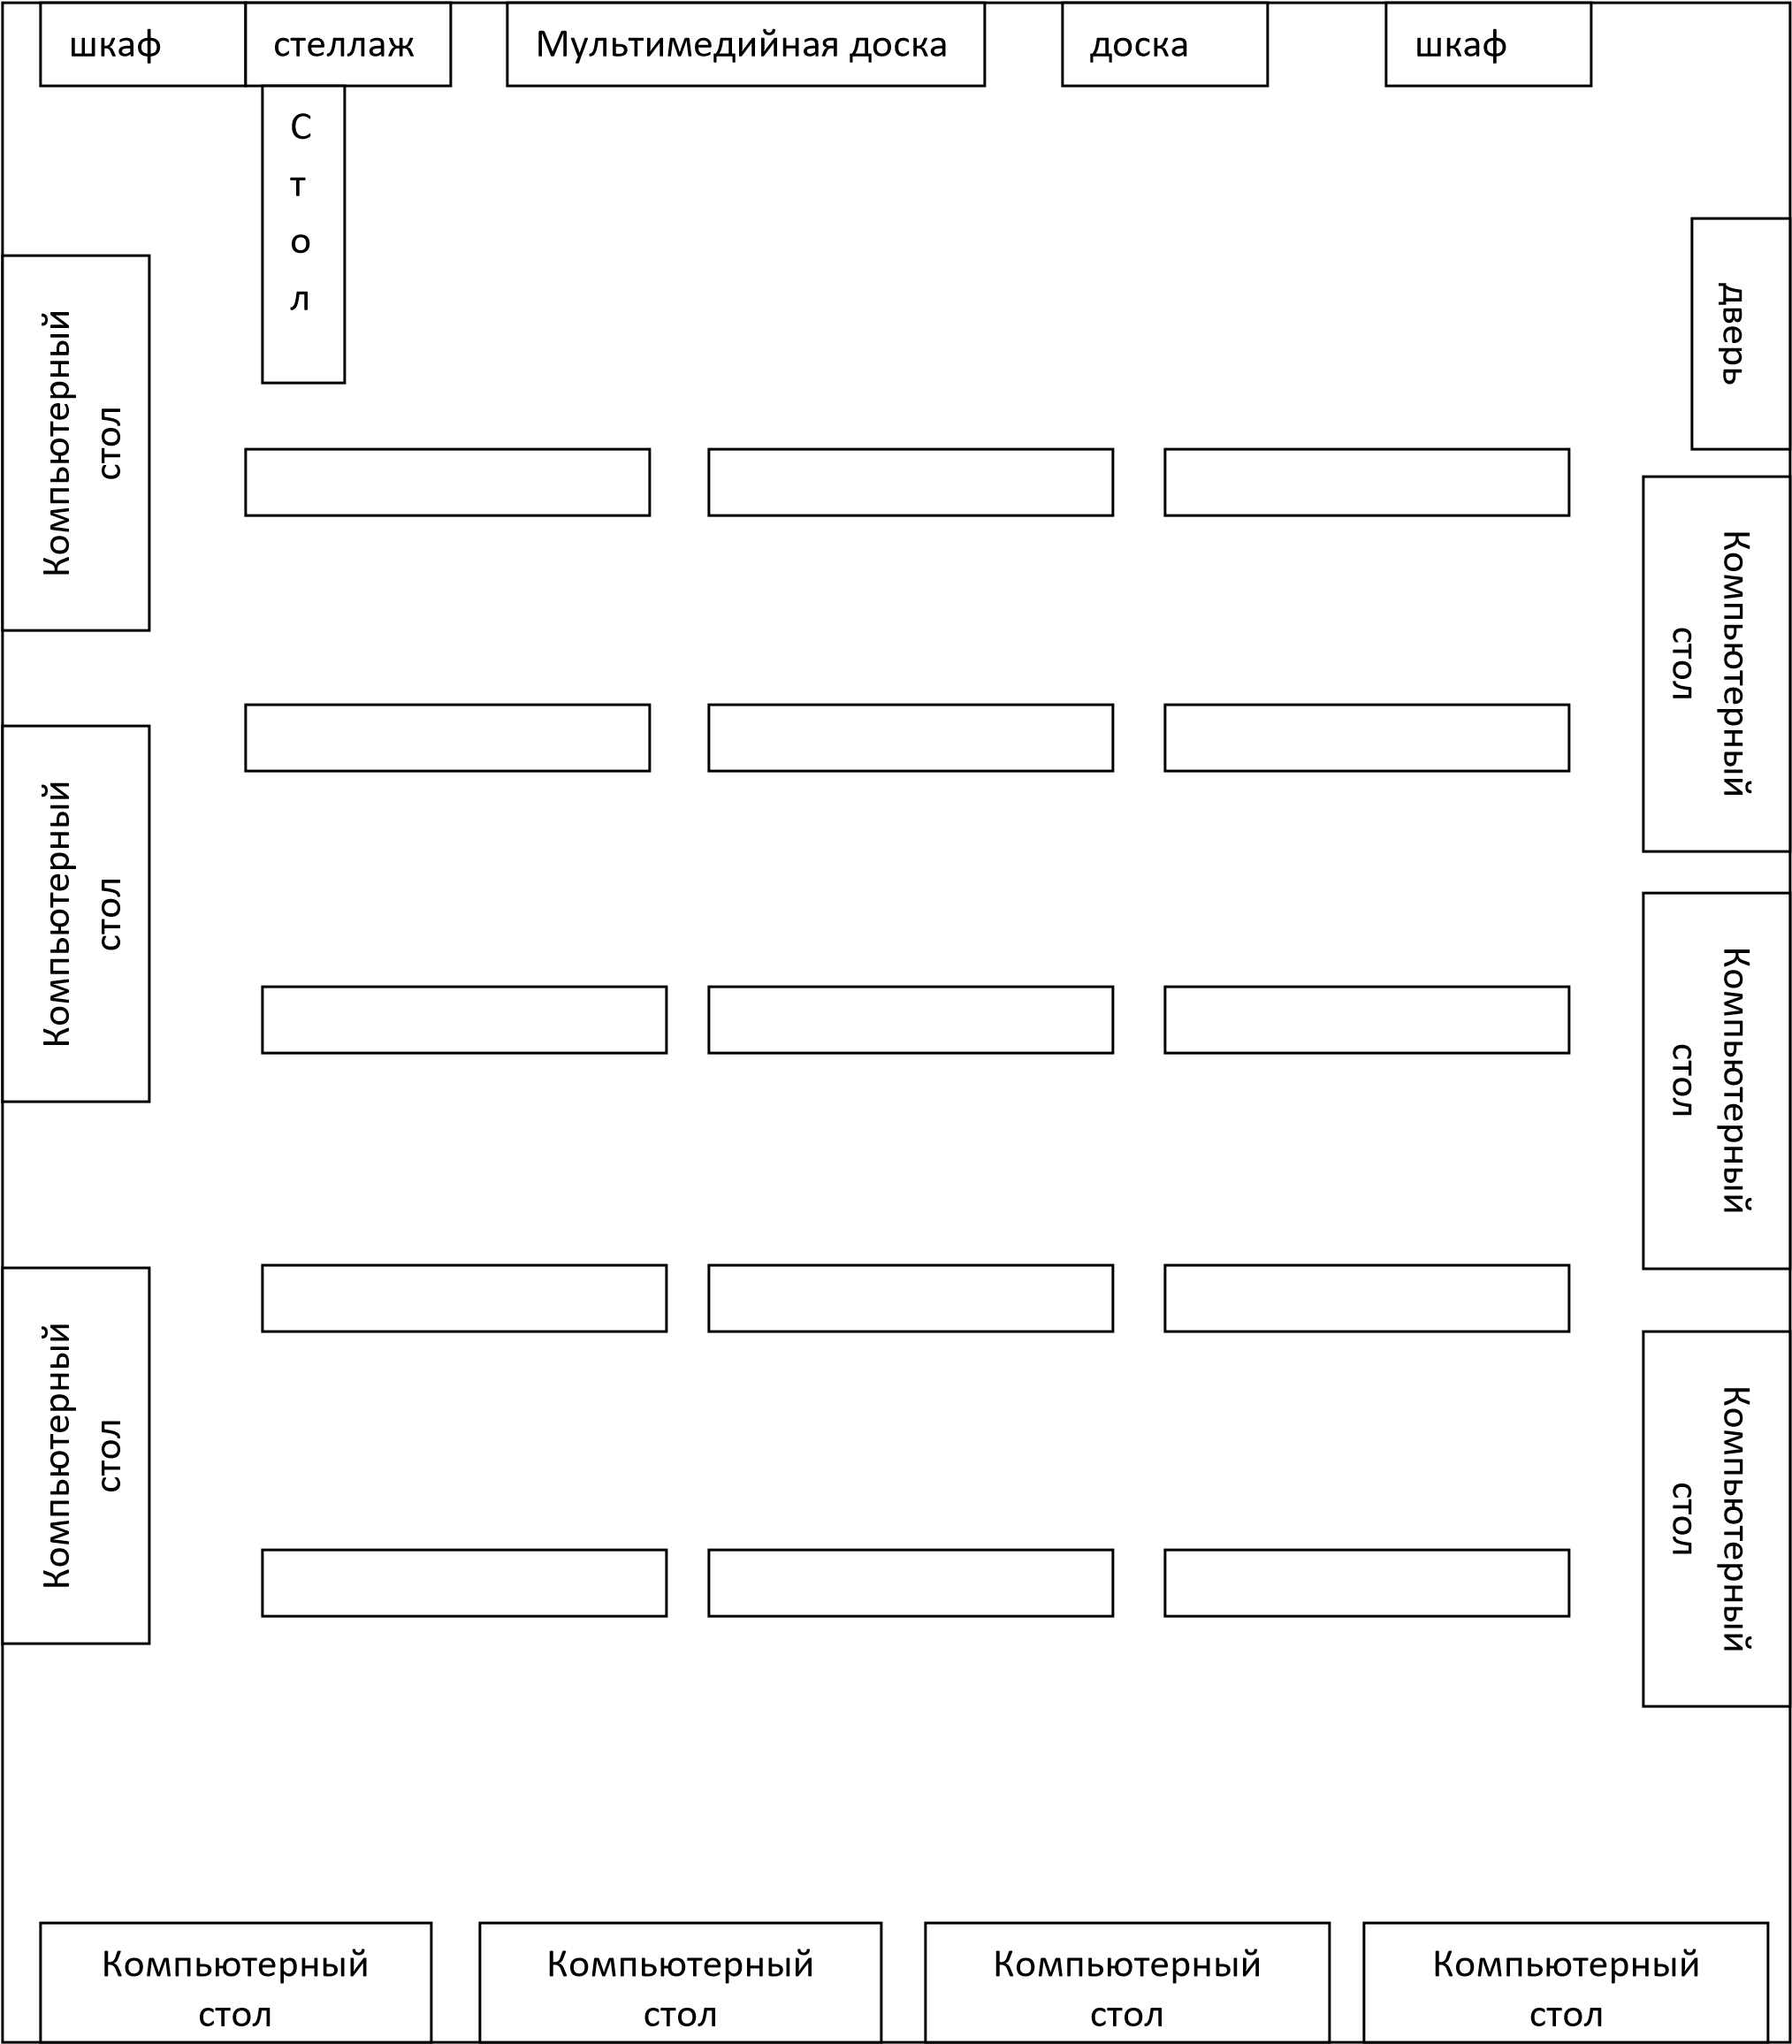 шкаф
стеллаж
Мультимедийная доска
доска
шкаф
С
т
о
л
дверь
Компьютерный
стол
Компьютерный
стол
Компьютерный
стол
Компьютерный
стол
Компьютерный
стол
Компьютерный
стол
Компьютерный
стол
Компьютерный
стол
Компьютерный
стол
Компьютерный
стол